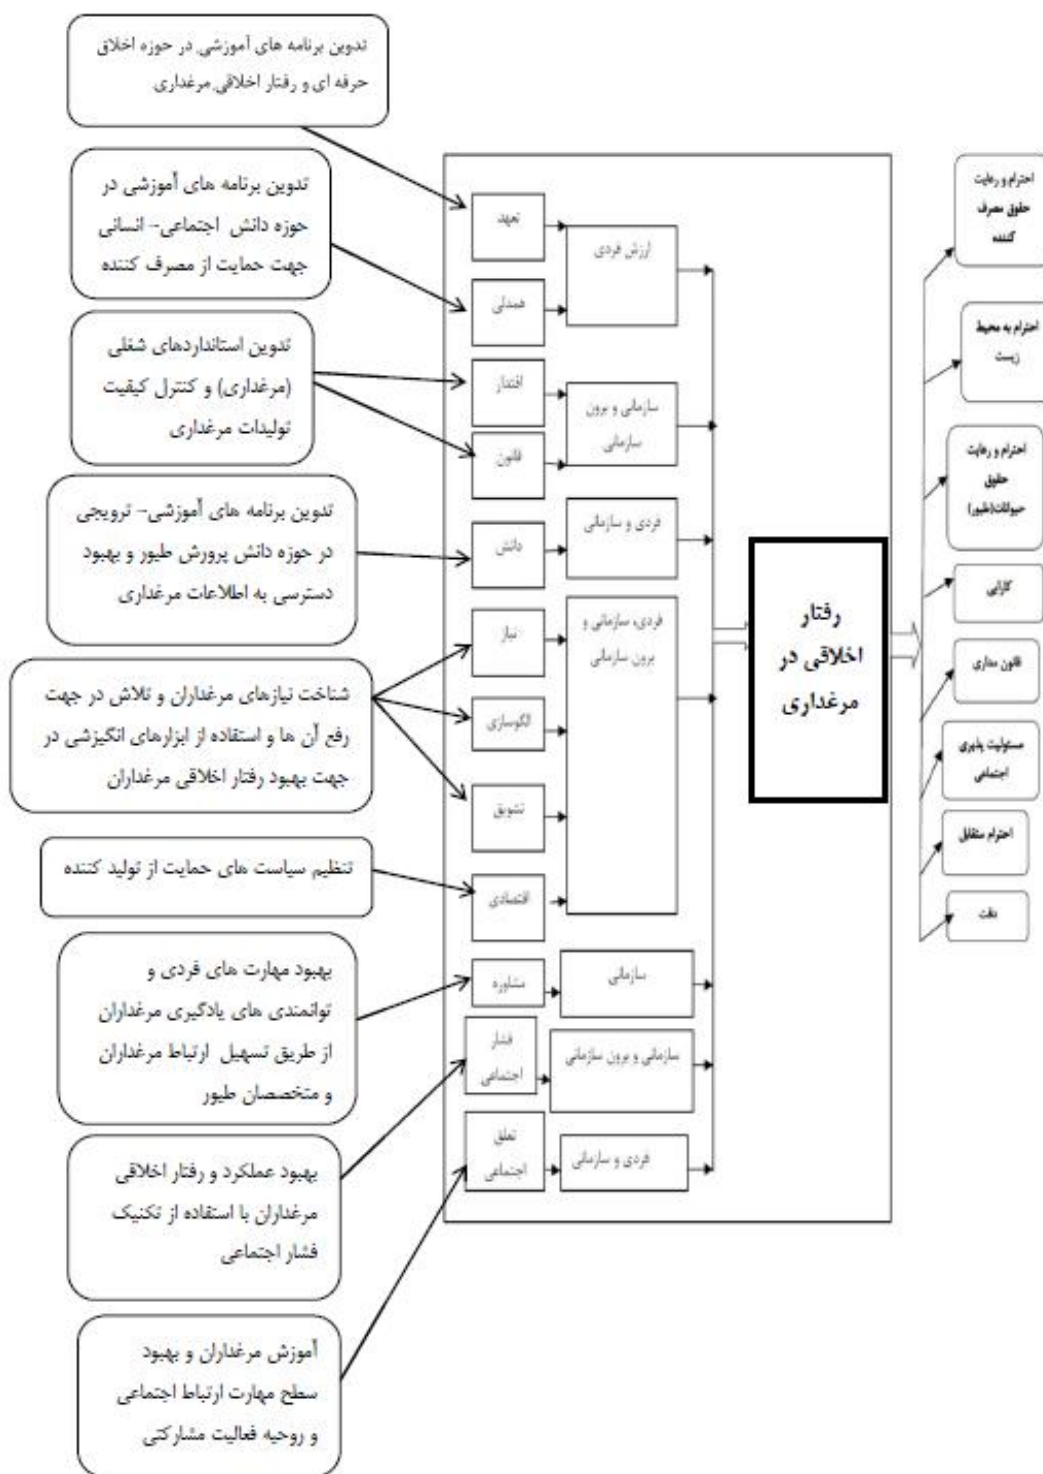 تدوین برنامه های آموزشی در حوزه اخلاق
حرفه ای و رفتار اخلاقی مرغداری
تدوین برنامه های آموزشی در
حوزه دانش اجتماعی- انسانی
جهت حمایت از مصرف کننده
تدوین استانداردهای شغلی
(مرغداری) و کنترل کیفیت
تولیدات مرغداری
تدوین برنامه های آموزشی- ترویجی
در حوزه دانش پرورش طیور و بهبود
دسترسی به اطلاعات مرغداری
شناخت نیازهای مرغداران و تلاش در جهت
رفع آن ها و استفاده از ابزارهای انگیزشی در
جهت بهبود رفتار اخلاقی مرغداران
تنظیم سیاست های حمایت از تولید کننده
بهبود مهارت های فردی و
توانمندی های یادگیری مرغداران
از طریق تسهیل ارتباط مرغداران
و متخصصان طیور
بهبود عملکرد و رفتار اخلاقی
مرغداران با استفاده از تکنیک
فشار اجتماعی
آموزش مرغداران و بهبود
سطح مهارت ارتباط اجتماعی
و روحیه فعالیت مشارکتی
تعهد
همدلی
اقتدار
قانون
دانش
نیاز
الگوسازی
تشویق
اقتصادی
مشاوره
فشار
اجتماعی
تعلق
اجتماعی
ارزش فردی
سازمانی و برون
سازمانی
فردی و سازمانی
فردی، سازمانی و
برون سازمانی
سازمانی
سازمانی و برون سازمانی
فردی و سازمانی
رفتار
اخلاقی در
مرغداری
احترام و رعایت
حقوق مصرف
کننده
احترام به محیط
زیست
احترام و رعایت
حقوق
حیوانات(طیور)
کارایی
قانون مداری
مسئولیت پذیری
اجتماعی
احترام متقابل
دقت